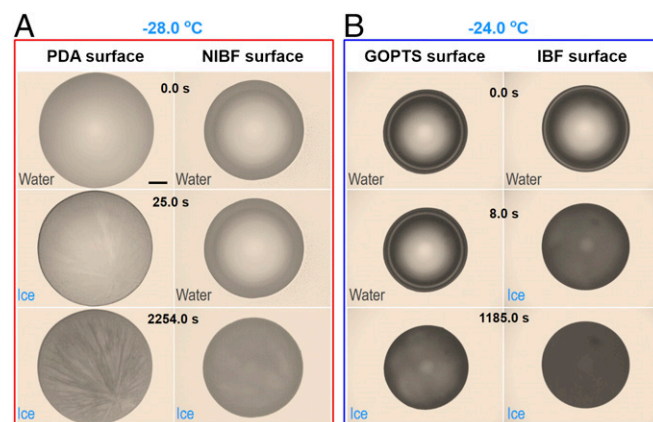 A
-28.0 °C
PDA surface NIBF surface
0.0 s
Water Water
25.0 s
Ice Water
2254.0 s
Ice Ice
B
-24.0 °C
GOPTS surface IBF surface
0.0 s
Water Water
8.0 s
Water Ice
1185.0 s
Ice Ice